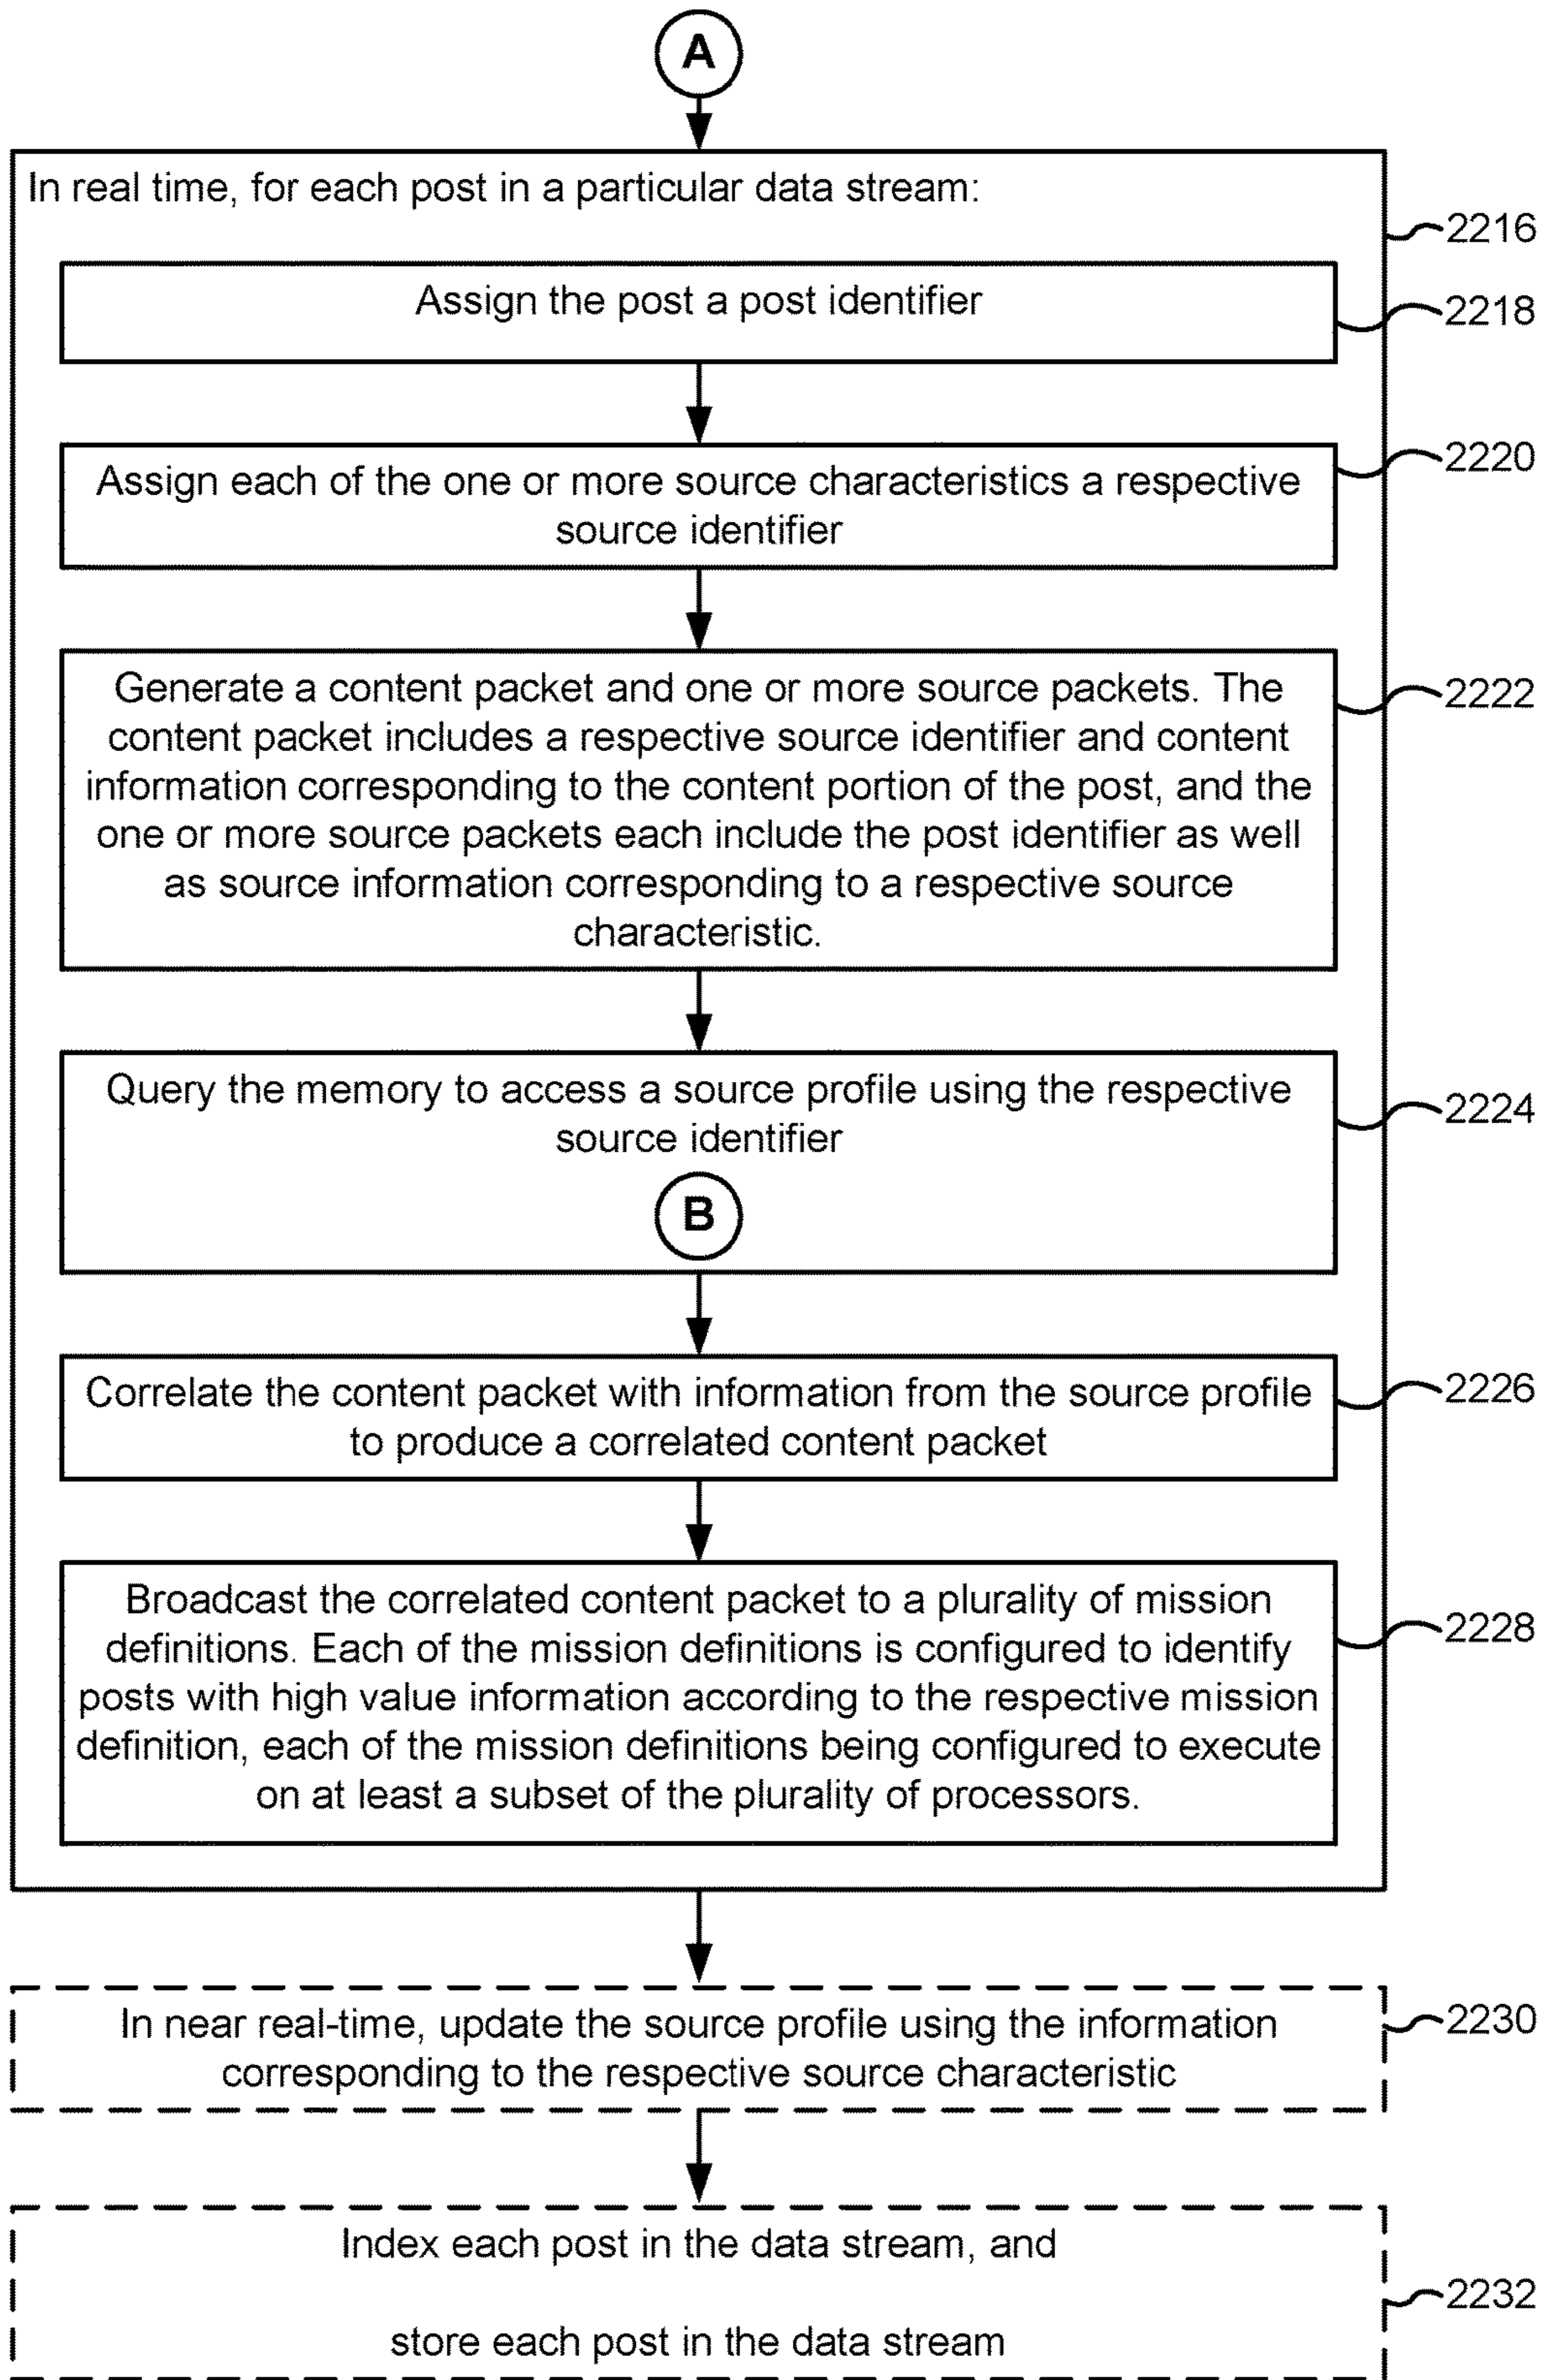 A
In real time, for each post in a particular data stream:
2216
Assign the post a post identifier
2218
Assign each of the one or more source characteristics a respective
source identifier
2220
Generate a content packet and one or more source packets. The
content packet includes a respective source identifier and content
information corresponding to the content portion of the post, and the
one or more source packets each include the post identifier as well
as source information corresponding to a respective source
characteristic.
2222
Query the memory to access a source profile using the respective
source identifier
2224
B
Correlate the content packet with information from the source profile
to produce a correlated content packet
2226
Broadcast the correlated content packet to a plurality of mission
definitions. Each of the mission definitions is configured to identify
posts with high value information according to the respective mission
definition, each of the mission definitions being configured to execute
on at least a subset of the plurality of processors.
2228
In near real-time, update the source profile using the information
corresponding to the respective source characteristic
2230
Index each post in the data stream, and
store each post in the data stream
2232